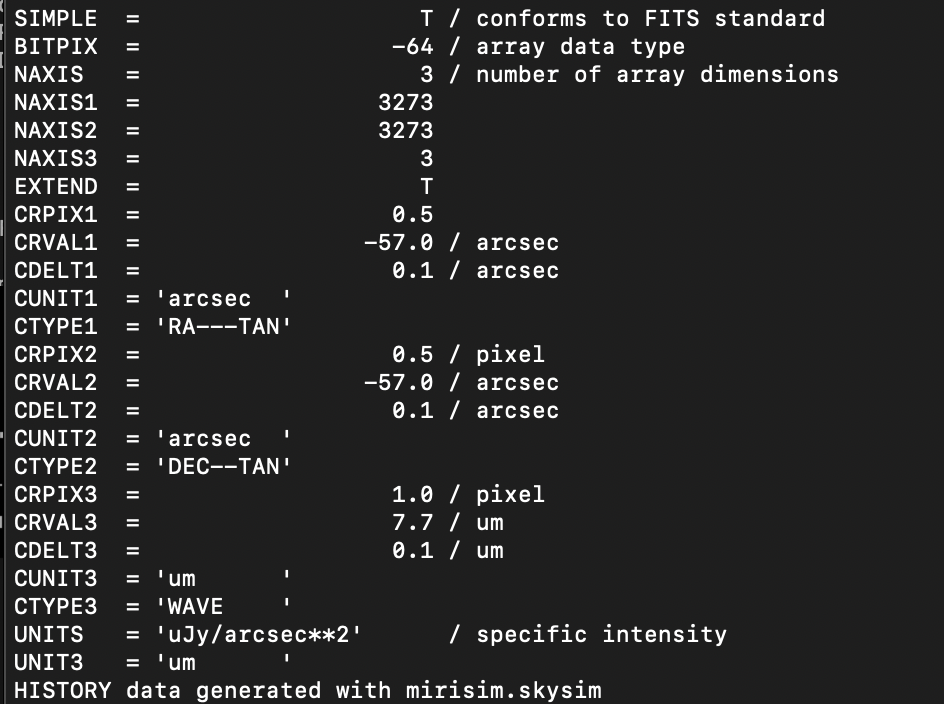 SIMPLE  =                    T / conforms to FITS standard
BITPIX  =                  -64 / array data type
NAXIS   =                    3 / number of array dimensions
NAXIS1  =                 3273
NAXIS2  =                 3273
NAXIS3  =                    3
EXTEND  =                    T
CRPIX1  =                  0.5
CRVAL1  =                -57.0 / arcsec
CDELT1  =                  0.1 / arcsec
CUNIT1  = 'arcsec  '
CTYPE1  = 'RA---TAN'
CRPIX2  =                  0.5 / pixel
CRVAL2  =                -57.0 / arcsec
CDELT2  =                  0.1 / arcsec
CUNIT2  = 'arcsec  '
CTYPE2  = 'DEC--TAN'
CRPIX3  =                  1.0 / pixel
CRVAL3  =                  7.7 / um
CDELT3  =                  0.1 / um
CUNIT3  = 'um      '
CTYPE3  = 'WAVE    '
UNITS   = 'uJy/arcsec**2'      / specific intensity
UNIT3   = 'um      '
HISTORY data generated with mirisim.skysim